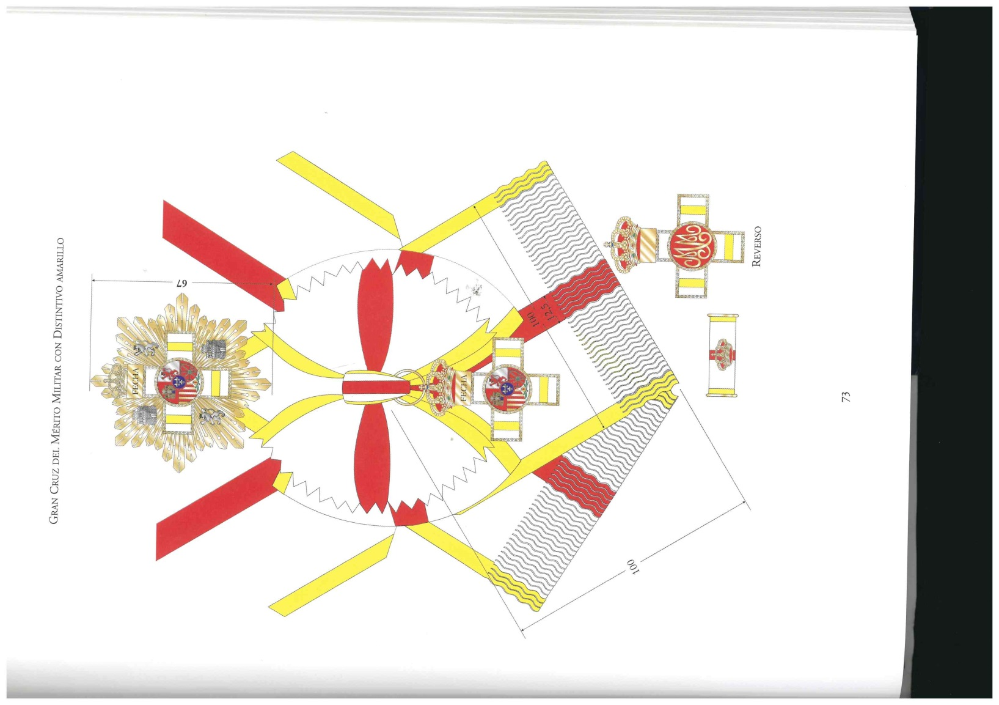 GRAN CRUZ DEL MÉRITO MILITAR CON DISTINTIVO AMARILLO
67
FECHA
FECHA
100
12,5
100
REVERSO
73